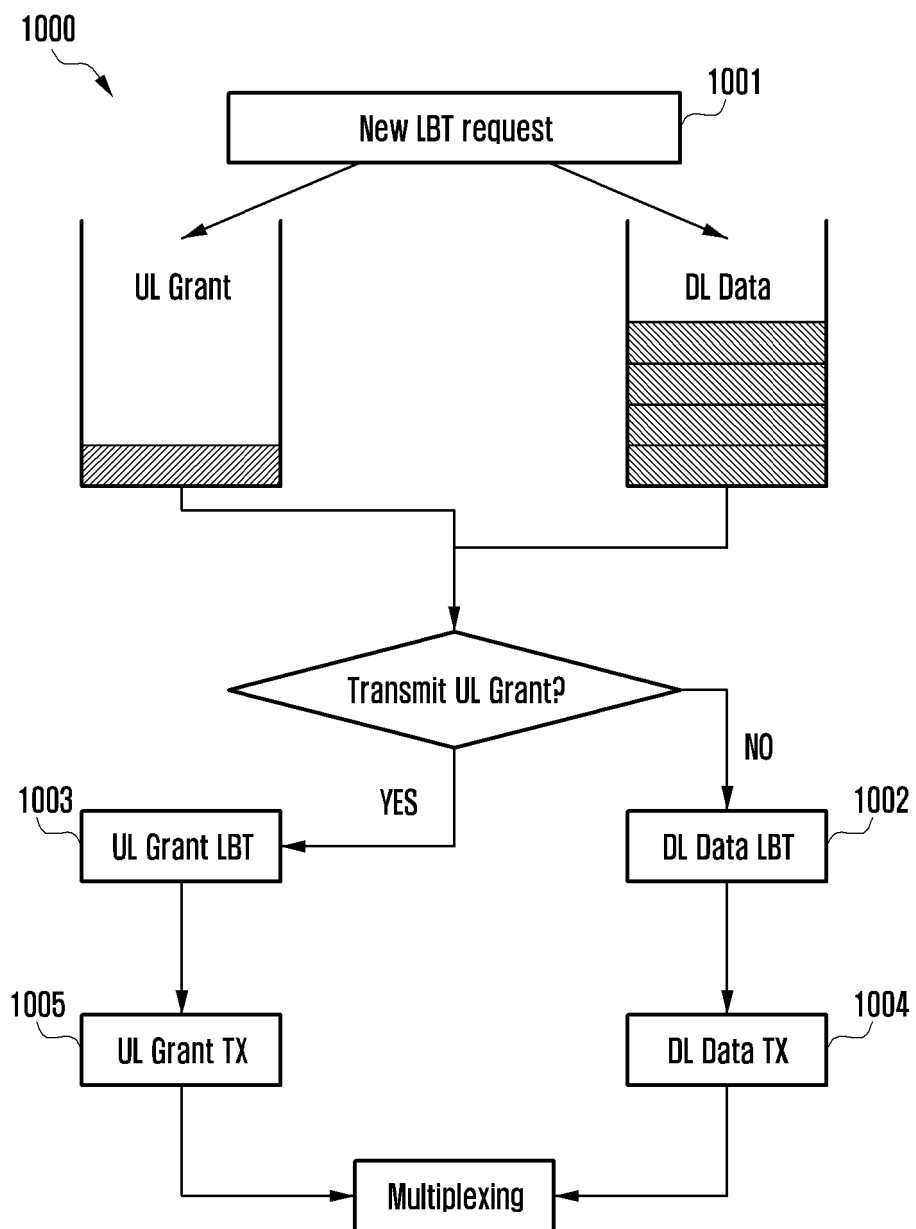 1000
1001
New LBT request
UL Grant
DL Data
Transmit UL Grant?
NO
YES
1003
1002
UL Grant LBT
DL Data LBT
1005
1004
UL Grant TX
DL Data TX
Multiplexing